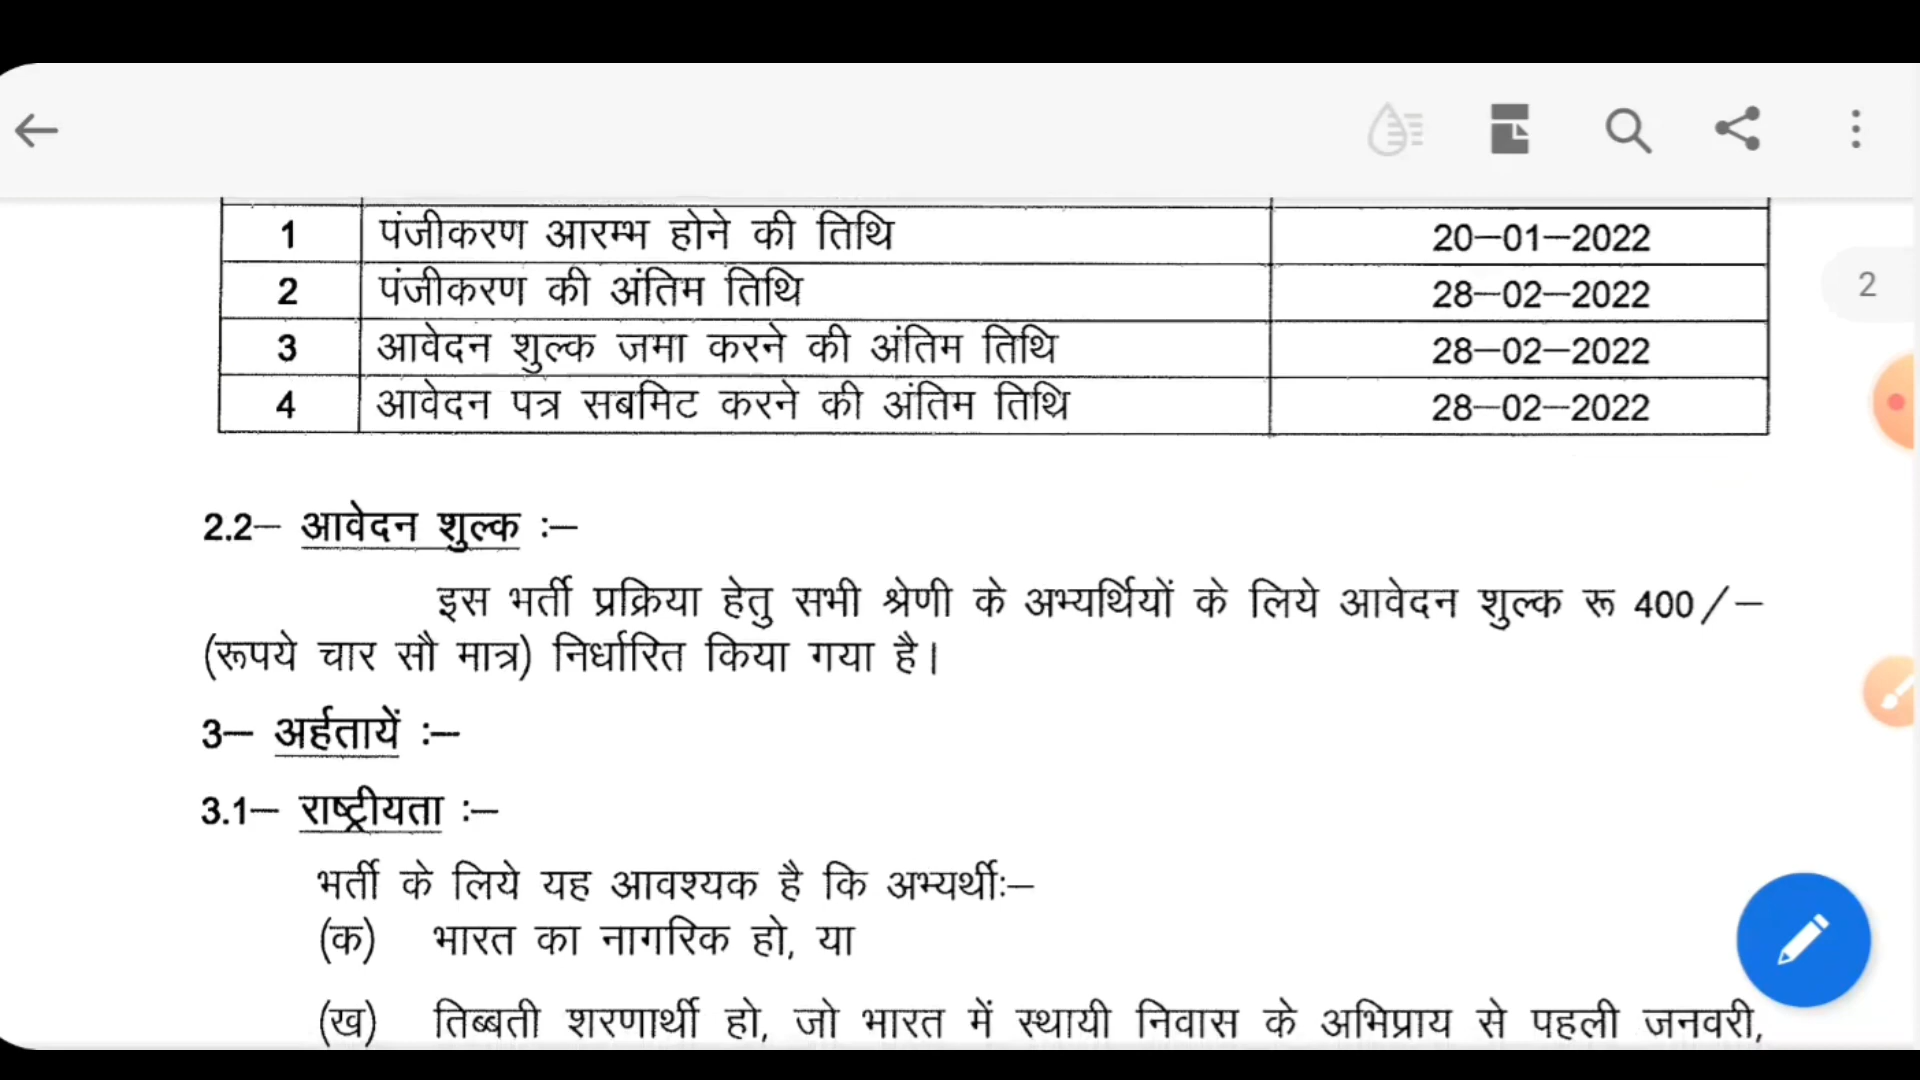 1 पंजीकरण आरम्भ होने की तिथि 20–01–2022
2 पंजीकरण की अंतिम तिथि 28–02–2022
2
3 आवेदन शुल्क जमा करने की अंतिम तिथि 28–02–2022
4 आवेदन पत्र सबमिट करने की अंतिम तिथि 28–02–2022
2.2– आवेदन शुल्क :–
इस भर्ती प्रक्रिया हेतु सभी श्रेणी के अभ्यर्थियों के लिये आवेदन शुल्क रू 400/–
(रूपये चार सौ मात्र) निर्धारित किया गया है।
3– अर्हतायें :–
3.1– राष्ट्रीयता :–
भर्ती के लिये यह आवश्यक है कि अभ्यर्थी:–
(क) भारत का नागरिक हो, या
(ख) तिब्बती शरणार्थी हो, जो भारत में स्थायी निवास के अभिप्राय से पहली जनवरी,